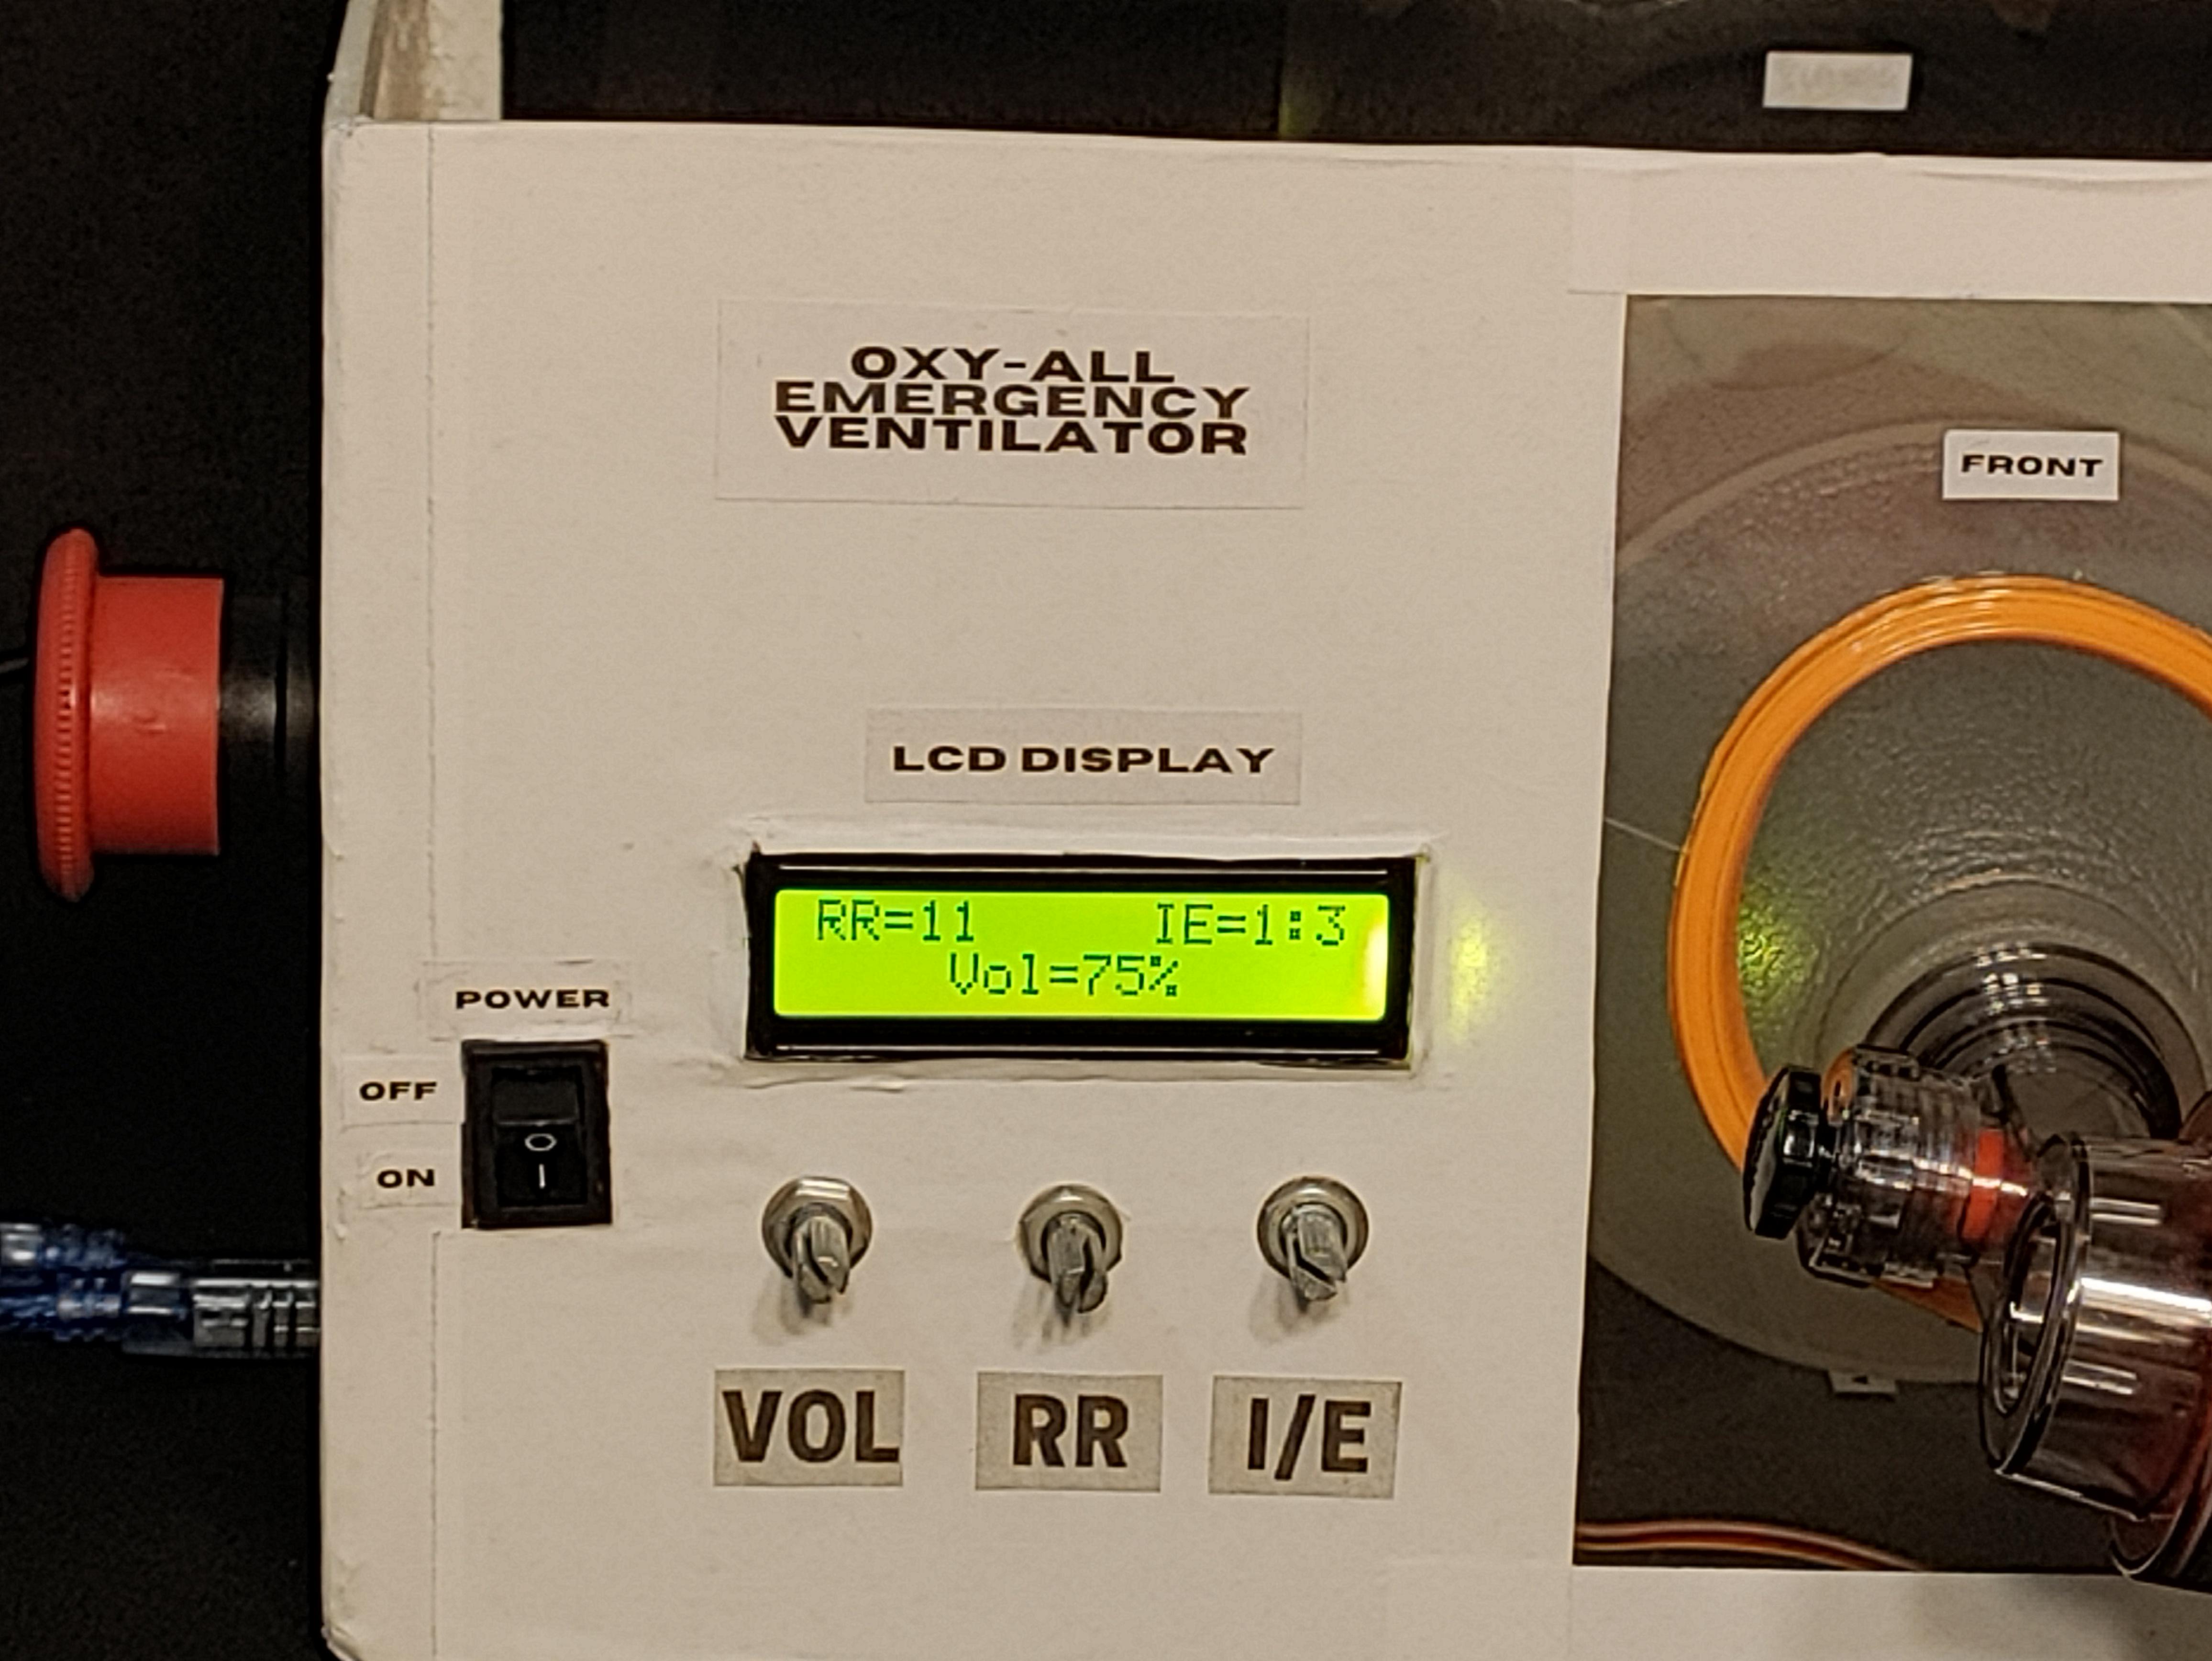 OXY-ALL
EMERGENCY
VENTILATOR
FRONT
LCD DISPLAY
RR=11 IE=1:3
Vol=75%
POWER
OFF
ON
O
I
VOL
RR
I/E